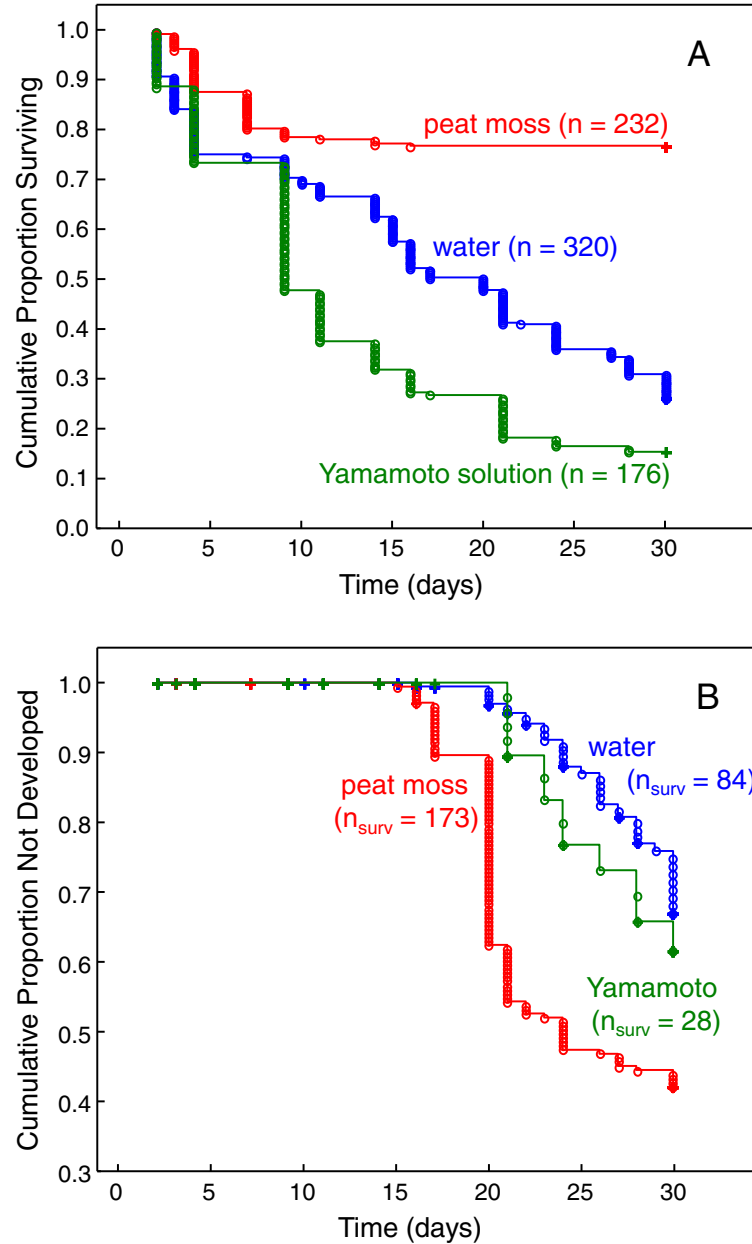 A
1.0
0.9
0.8
0.7
0.6
0.5
0.4
0.3
0.2
0.1
0.0
Cumulative Proportion Surviving
peat moss (n = 232)
water (n = 320)
Yamamoto solution (n = 176)
0 5 10 15 20 25 30
Time (days)
B
1.0
0.9
0.8
0.7
0.6
0.5
0.4
0.3
Cumulative Proportion Not Developed
water
(n_surv = 84)
peat moss
(n_surv = 173)
Yamamoto
(n_surv = 28)
0 5 10 15 20 25 30
Time (days)